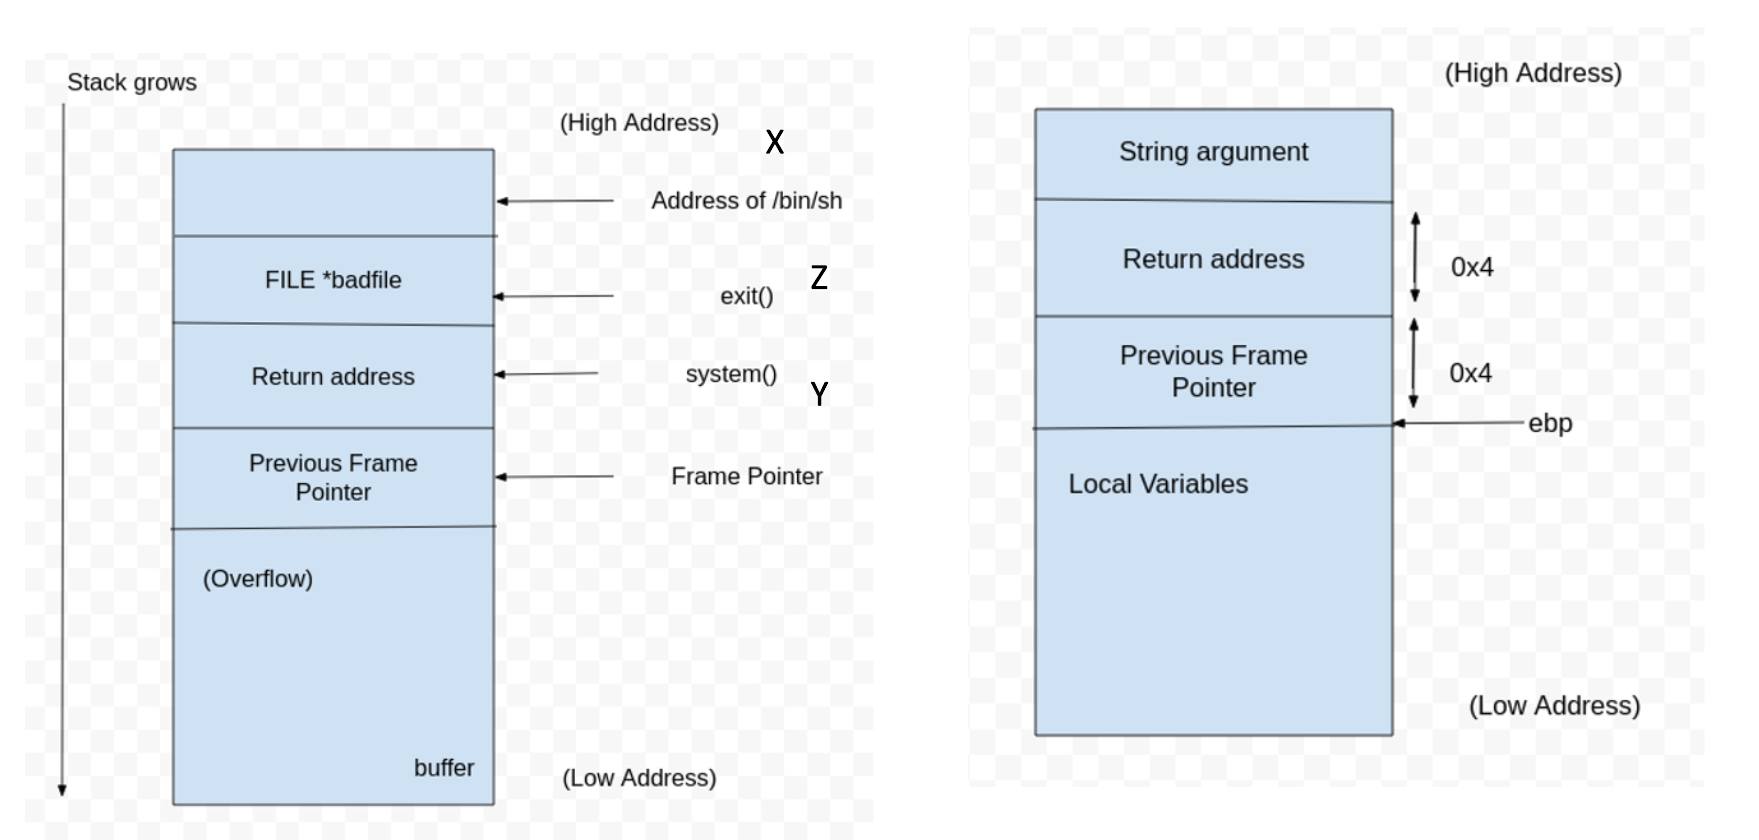 Stack grows
(High Address)
X
Address of /bin/sh
FILE *badfile
Z
exit()
Return address
system()
Y
Previous Frame
Pointer
Frame Pointer
(Overflow)
buffer
(Low Address)
(High Address)
String argument
Return address
0x4
Previous Frame
Pointer
0x4
ebp
Local Variables
(Low Address)